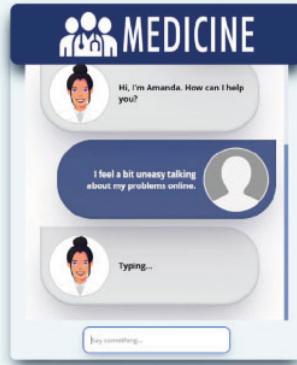 MEDICINE
Hi, I'm Amanda. How can I help
you?
I feel a bit uneasy talking
about my problems online.
Typing...
Say something...